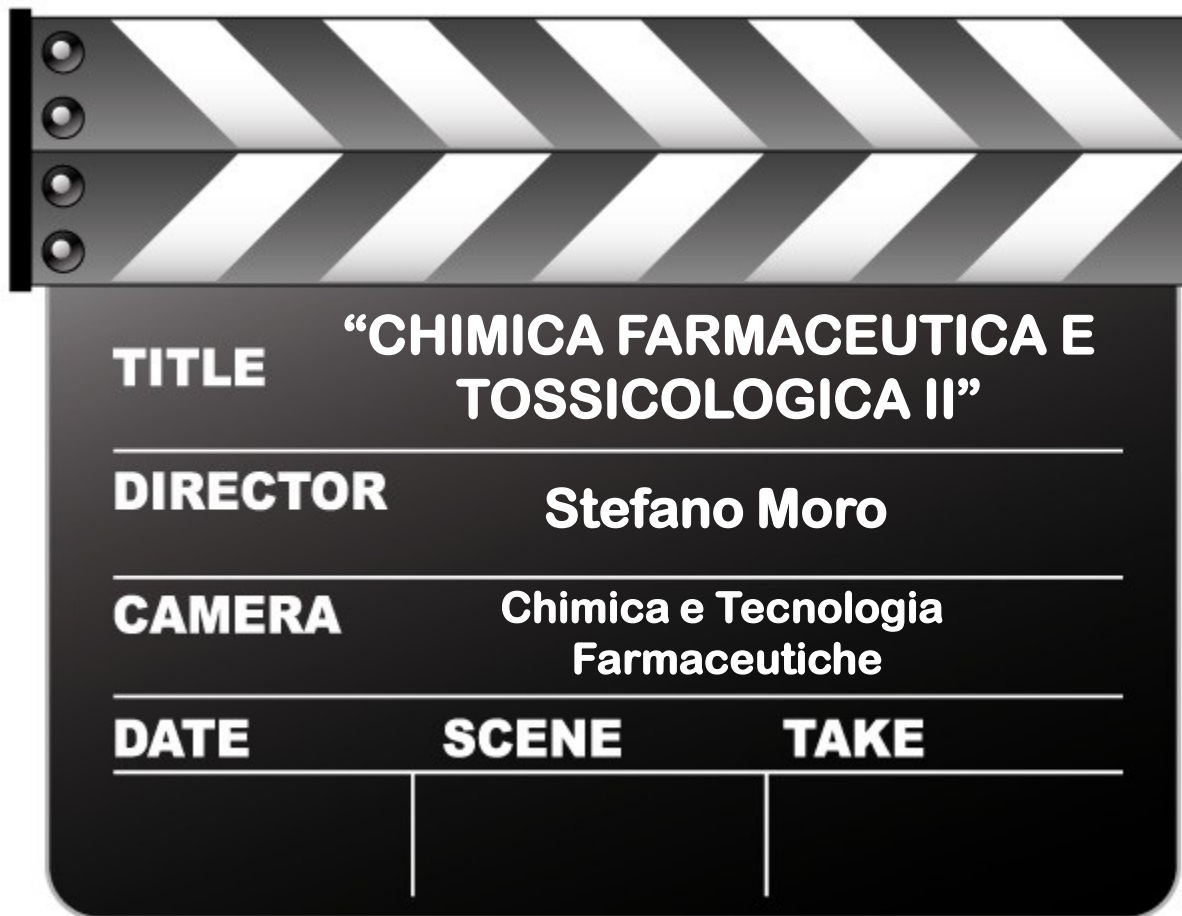 TITLE
“CHIMICA FARMACEUTICA E
TOSSICOLOGICA II”
DIRECTOR
Stefano Moro
CAMERA
Chimica e Tecnologia
Farmaceutiche
DATE SCENE TAKE